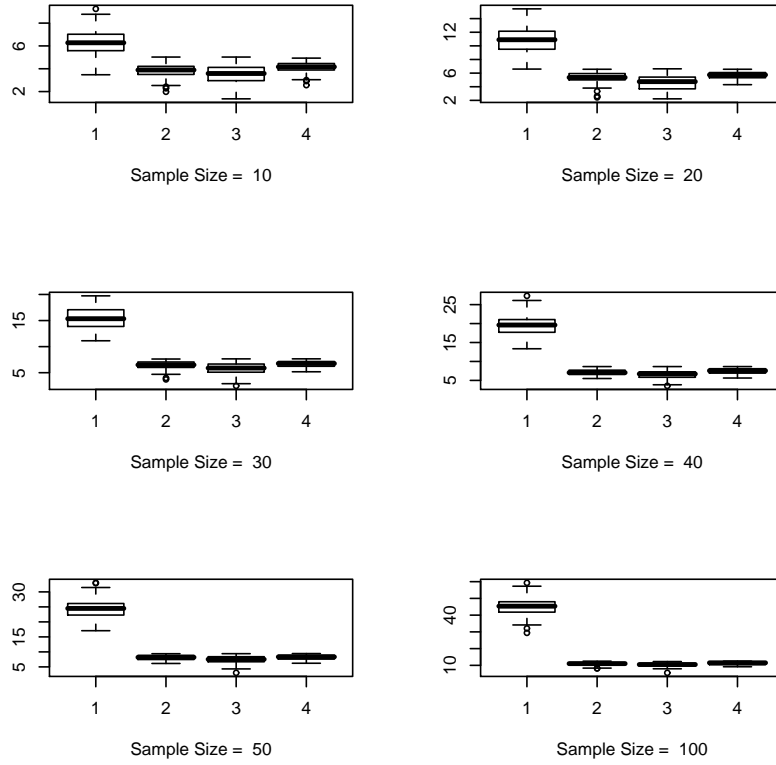 6
2
1 2 3 4
Sample Size = 10
12
6
2
1 2 3 4
Sample Size = 20
15
5
1 2 3 4
Sample Size = 30
25
15
5
1 2 3 4
Sample Size = 40
30
15
5
1 2 3 4
Sample Size = 50
40
10
1 2 3 4
Sample Size = 100